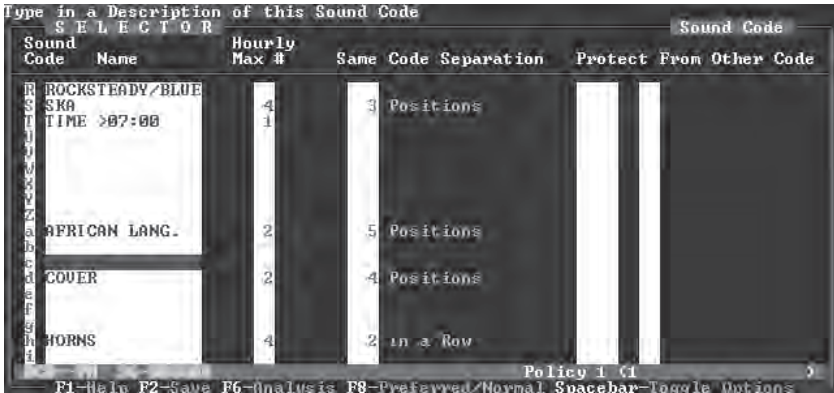 Type in a Description of this Sound Code
S E L E C T O R Sound Code
Sound Hourly
Code Name Max # Same Code Separation Protect From Other Code
R ROCKSTEADY/BLUE
S SKA 4 3 Positions
T TIME >07:00 1
U
V
W
X
Y
Z
a AFRICAN LANG. 2 5 Positions
b
c
d COVER 2 4 Positions
e
f
g
h HORNS 4 2 in a Row
i
Policy 1 (1 )
F1-Help F2-Save F6-Analysis F8-Preferred/Normal Spacebar-Toggle Options